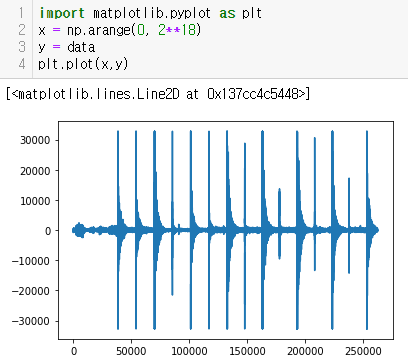 1 import matplotlib.pyplot as plt
2 x = np.arange(0, 2**18)
3 y = data
4 plt.plot(x,y)
[<matplotlib.lines.Line2D at 0x137cc4c5448>]
30000
20000
10000
0
-10000
-20000
-30000
0 50000 100000 150000 200000 250000